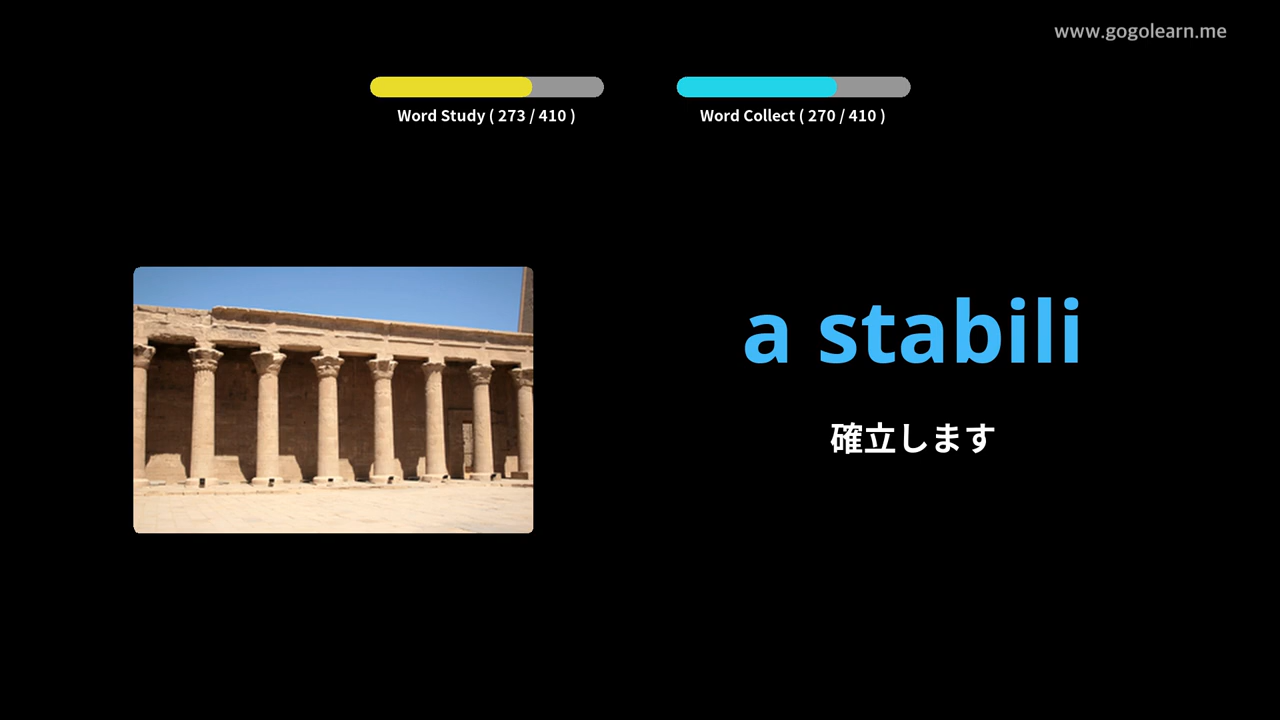 www.gogolearn.me
Word Study ( 273 / 410 )
Word Collect ( 270 / 410 )
a stabili
確立します